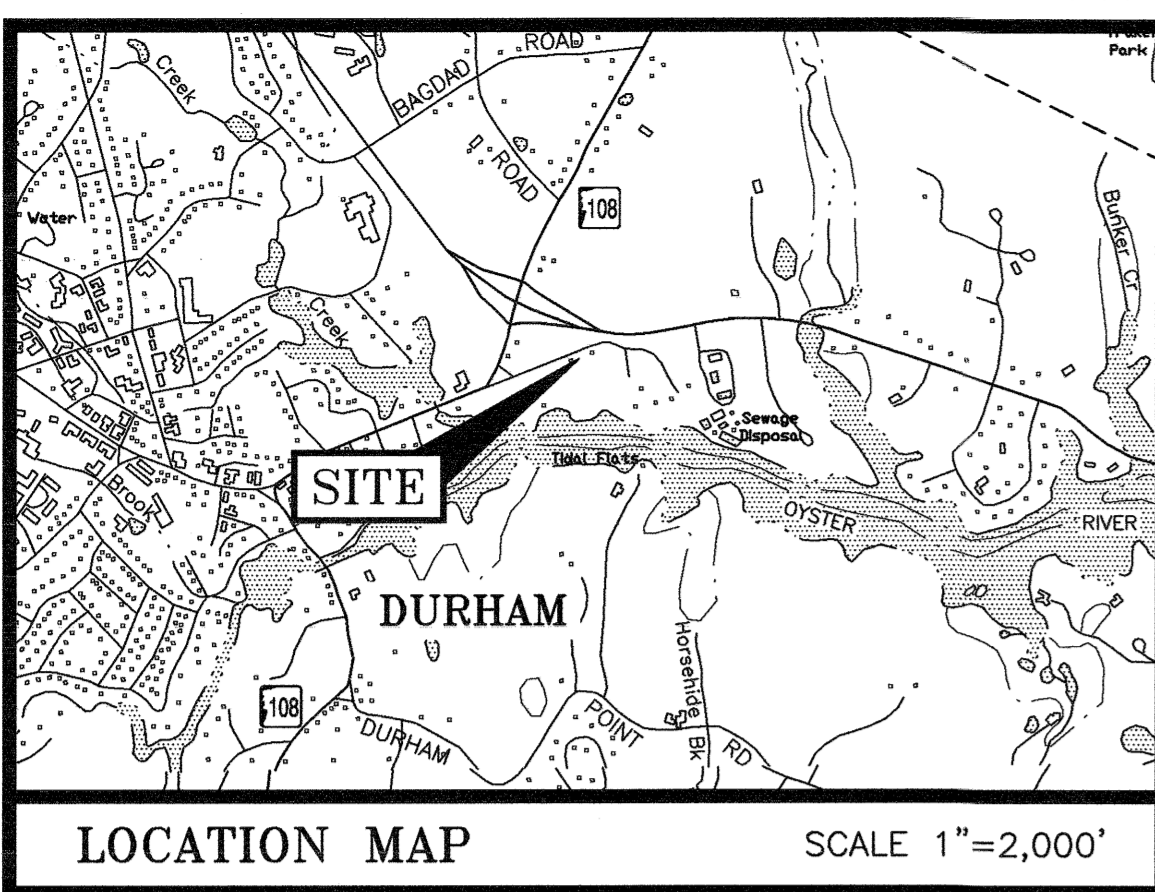 ROAD
Park
BAGDAD
Creek
ROAD
108
Bunker Cr
Water
Creek
Sewage
Disposal
Tidal Flats
SITE
Brook
OYSTER
RIVER
DURHAM
Horsehide Bk
108
DURHAM
POINT
RD
LOCATION MAP
SCALE 1"=2,000'